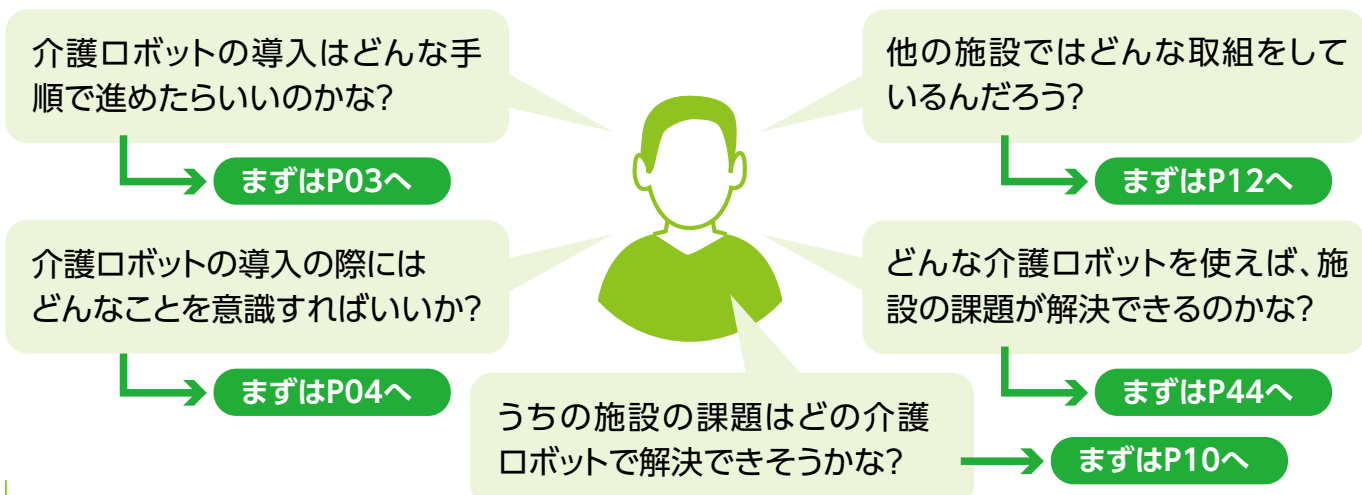 介護ロボットの導入はどんな手
順で進めたらいいのかな?
まずはP03へ
介護ロボットの導入の際には
どんなことを意識すればいいか?
まずはP04へ
他の施設ではどんな取組をして
いるんだろう?
まずはP12へ
どんな介護ロボットを使えば、施
設の課題が解決できるのかな?
まずはP44へ
うちの施設の課題はどの介護
ロボットで解決できそうかな?
まずはP10へ